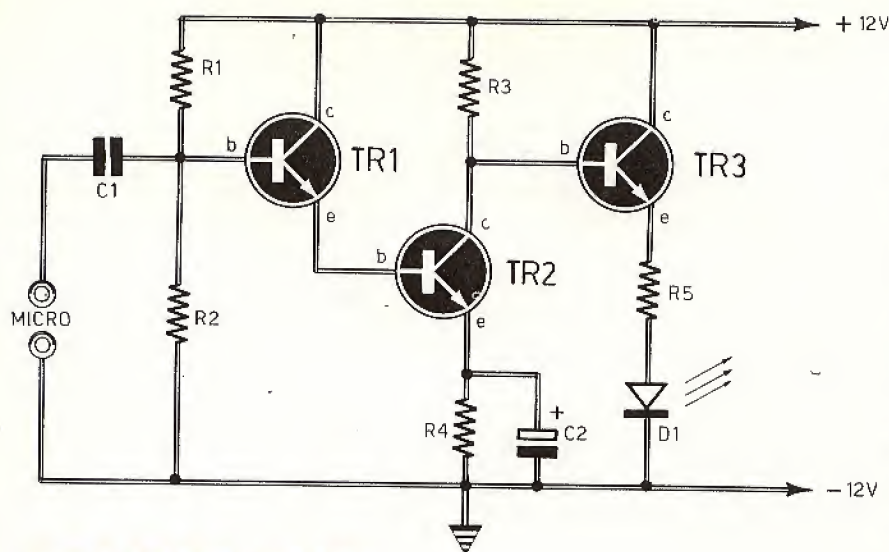 + 12V
R1
R3
c
c
b
TR1
b
TR3
C1
e
c
e
b
TR2
R5
MICRO
R2
e
e
+
R4
C2
D1
− 12V